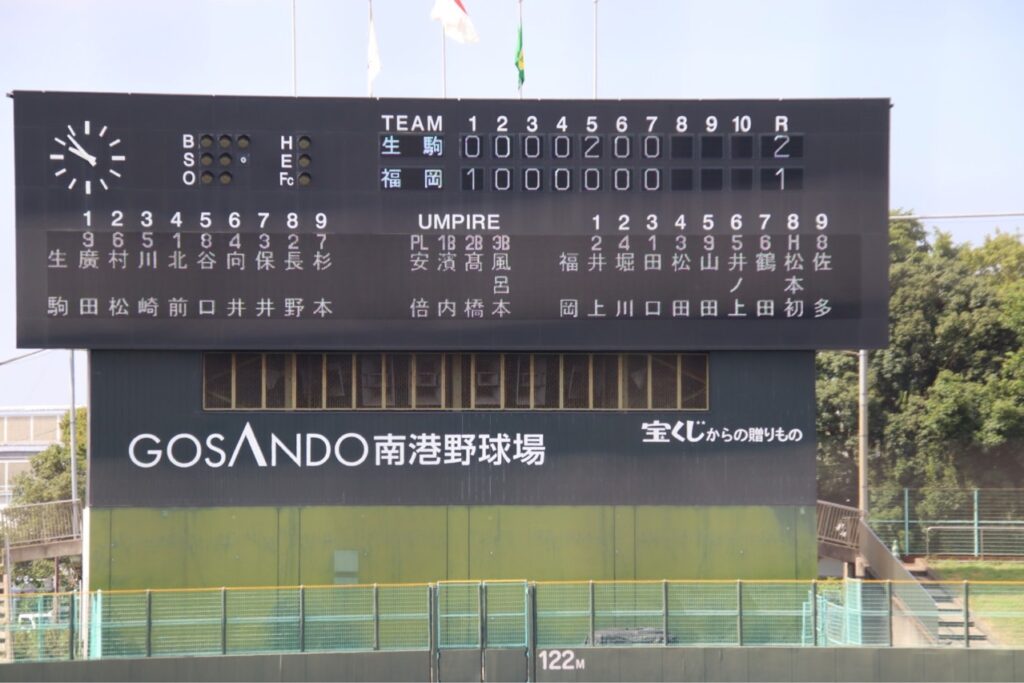 TEAM 1 2 3 4 5 6 7 8 9 10 R
生駒 0 0 0 0 2 0 0 2
福岡 1 0 0 0 0 0 0 1
B
S
O
H
E
Fc
1 2 3 4 5 6 7 8 9
9 6 5 1 8 4 3 2 7
生駒 廣田 村松 川崎 北前 谷口 向井 保井 長野 杉本
UMPIRE
PL 1B 2B 3B
安倍 濱内 髙橋 風呂本
1 2 3 4 5 6 7 8 9
2 4 1 3 9 5 6 H 8
福岡 井上 堀川 田口 松田 山田 井ノ上 鶴田 松本初 佐多
GOSANDO南港野球場
宝くじからの贈りもの
122M